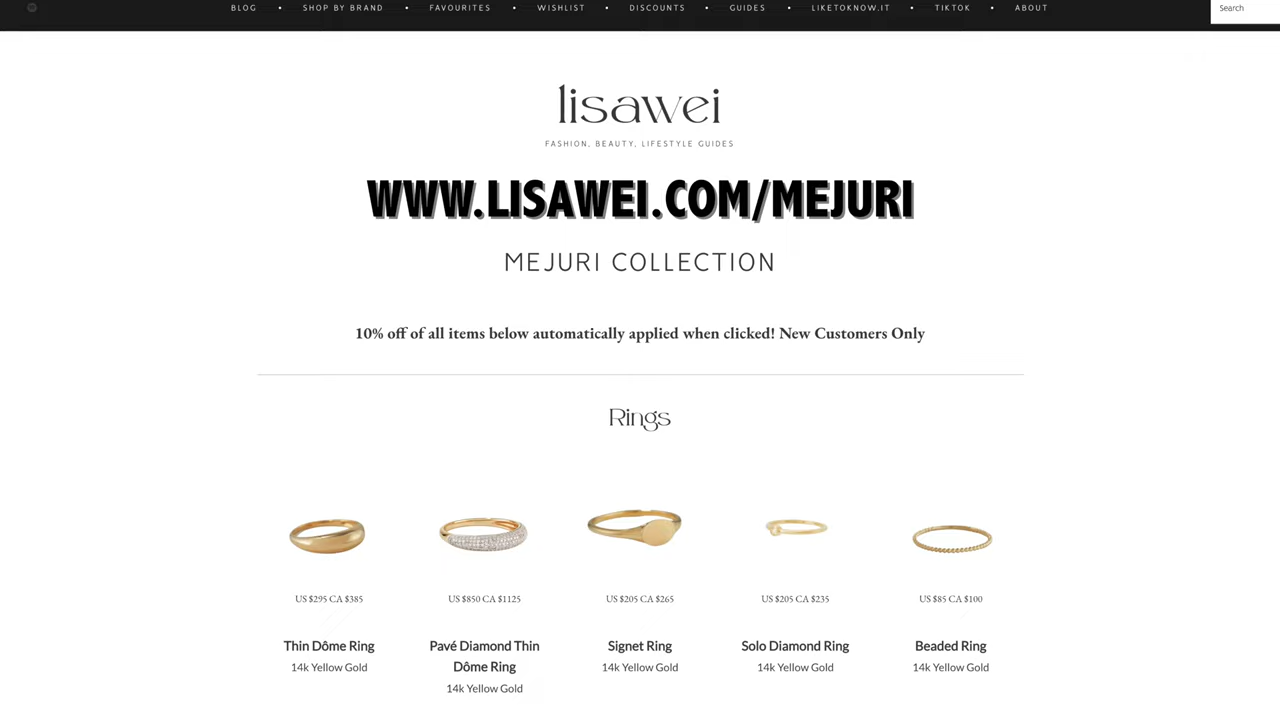 BLOG • SHOP BY BRAND • FAVOURITES • WISHLIST • DISCOUNTS • GUIDES • LIKETOKNOW.IT • TIKTOK • ABOUT
Search
lisawei
FASHION, BEAUTY, LIFESTYLE GUIDES
WWW.LISAWEI.COM/MEJURI
MEJURI COLLECTION
10% off of all items below automatically applied when clicked! New Customers Only
Rings
US $295 CA $385
US $850 CA $1125
US $205 CA $265
US $205 CA $235
US $85 CA $100
Thin Dôme Ring
14k Yellow Gold
Pavé Diamond Thin
Dôme Ring
14k Yellow Gold
Signet Ring
14k Yellow Gold
Solo Diamond Ring
14k Yellow Gold
Beaded Ring
14k Yellow Gold